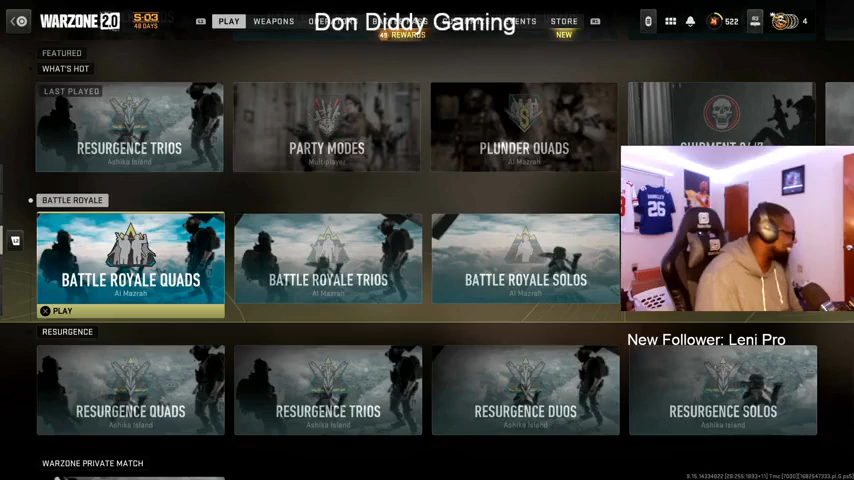 WARZONE 2.0
S-03
48 DAYS
PLAY
WEAPONS
EVENTS
STORE
Don Diddy Gaming
49 REWARDS
NEW
R3
522
4
FEATURED
WHAT'S HOT
LAST PLAYED
RESURGENCE TRIOS
Ashika Island
PARTY MODES
Multiplayer
PLUNDER QUADS
Al Mazrah
BATTLE ROYALE
BATTLE ROYALE QUADS
Al Mazrah
PLAY
BATTLE ROYALE TRIOS
Al Mazrah
BATTLE ROYALE SOLOS
Al Mazrah
26
New Follower: Leni Pro
RESURGENCE
RESURGENCE QUADS
Ashika Island
RESURGENCE TRIOS
Ashika Island
RESURGENCE DUOS
Ashika Island
RESURGENCE SOLOS
Ashika Island
WARZONE PRIVATE MATCH